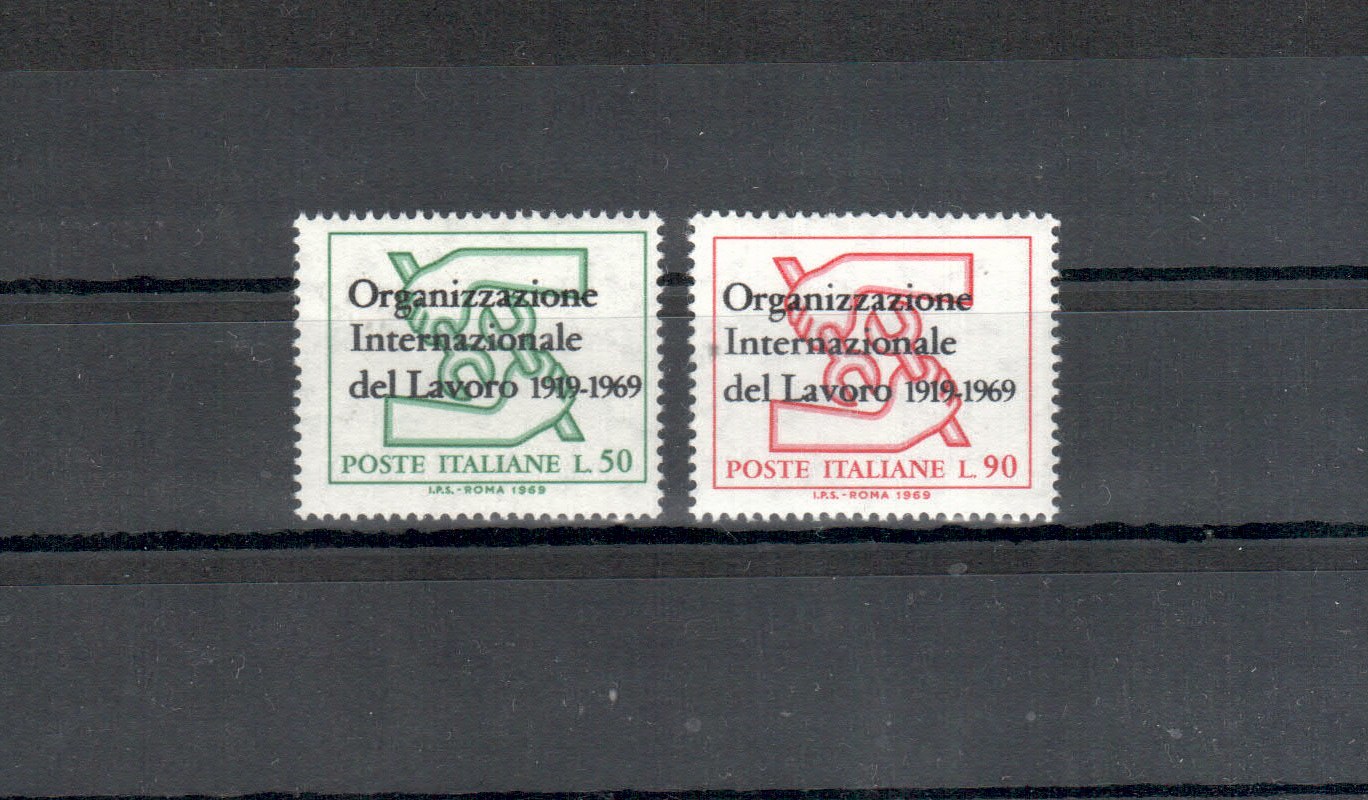 Organizzazione
Internazionale
del Lavoro 1919-1969
POSTE ITALIANE L. 50
I.P.S. - ROMA 1969
Organizzazione
Internazionale
del Lavoro 1919-1969
POSTE ITALIANE L. 90
I.P.S. - ROMA 1969